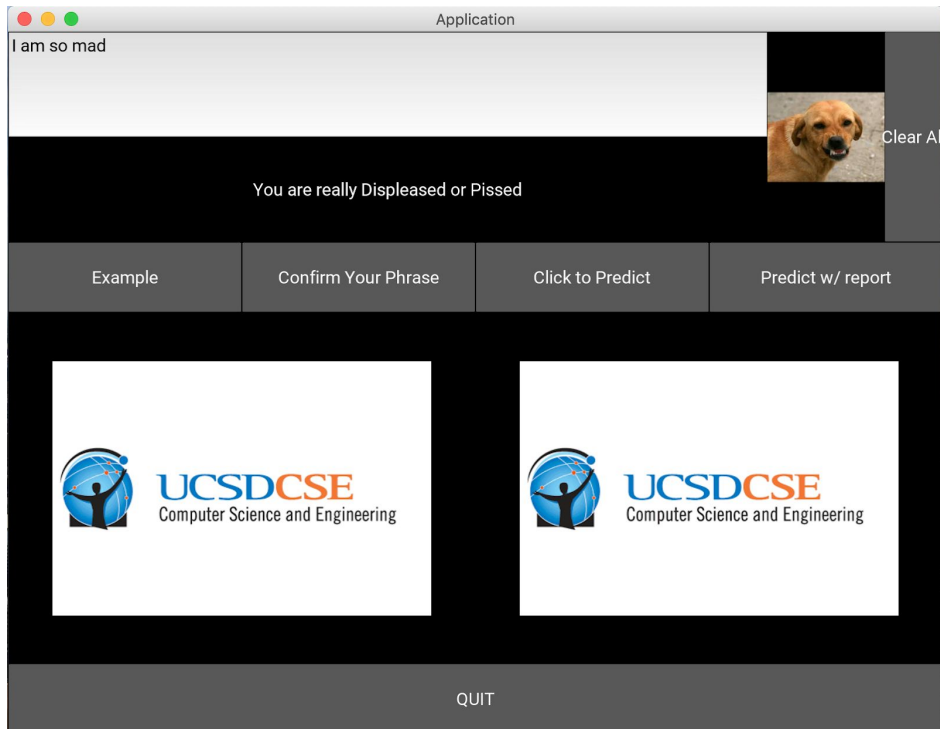 Application
I am so mad
Clear Al
You are really Displeased or Pissed
Example
Confirm Your Phrase
Click to Predict
Predict w/ report
UCSDCSE
Computer Science and Engineering
UCSDCSE
Computer Science and Engineering
QUIT